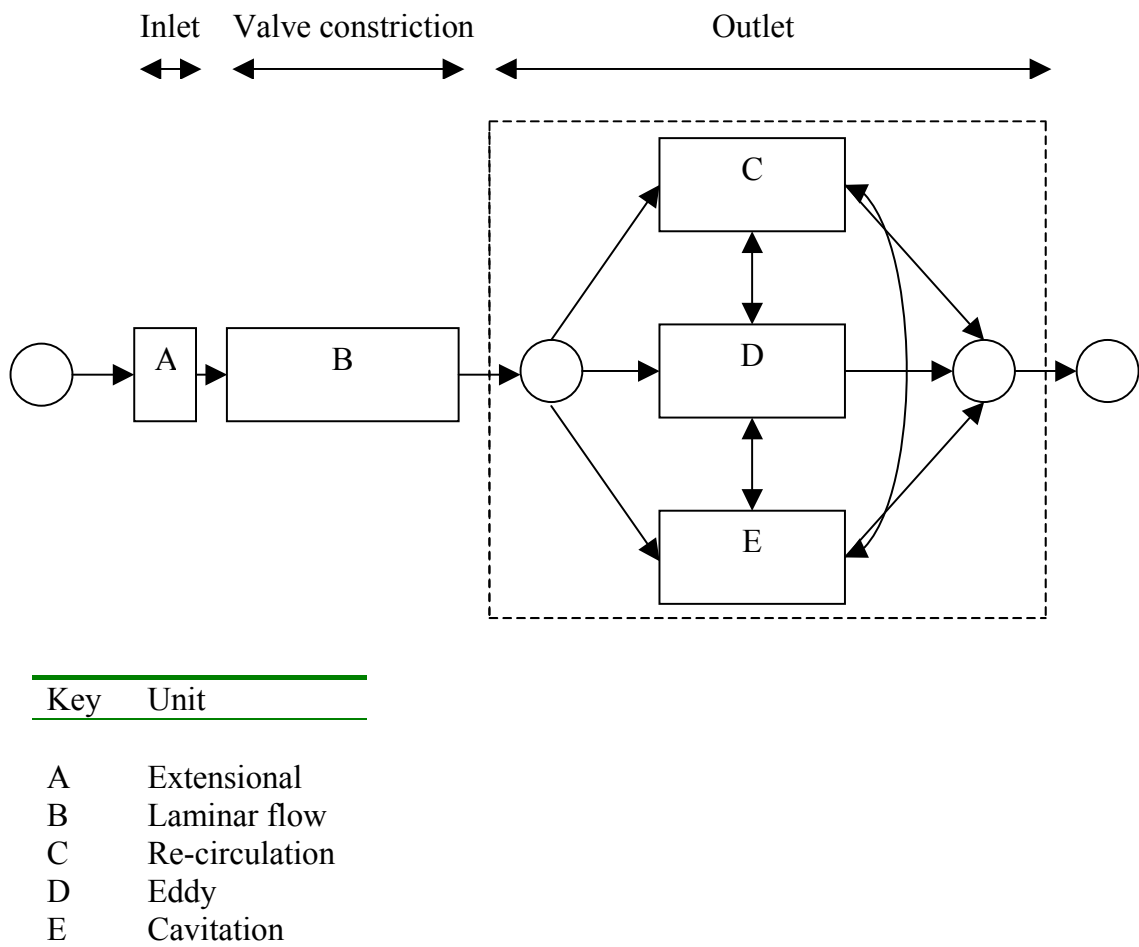 Inlet Valve constriction Outlet
C
A B D
E
Key Unit
A Extensional
B Laminar flow
C Re-circulation
D Eddy
E Cavitation